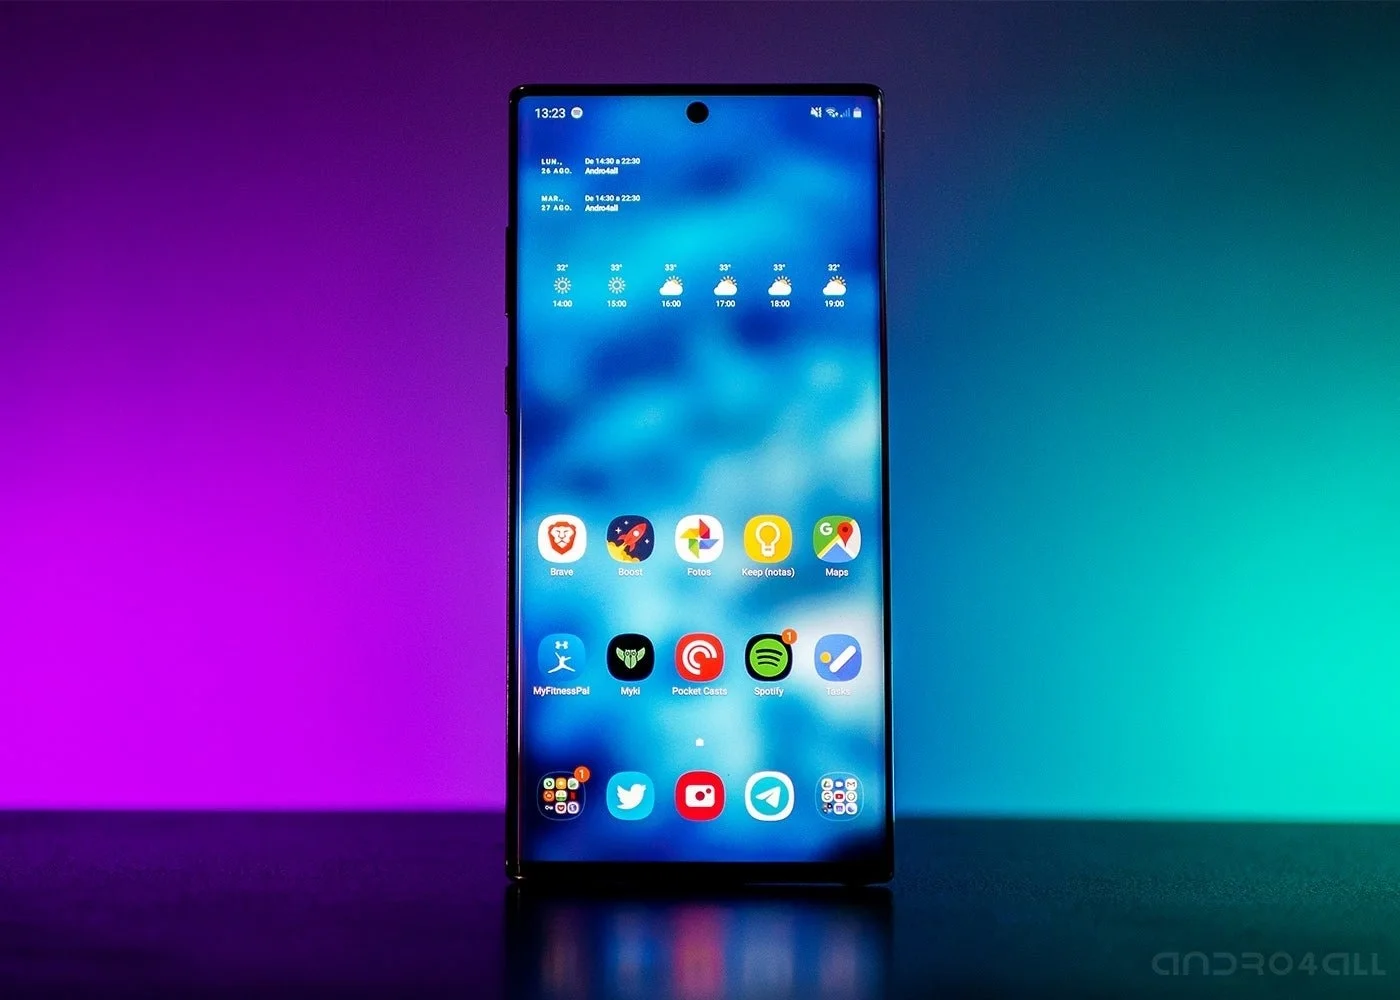 13:23
LUN., De 14:30 a 22:30
26 AGO. Andro4all
MAR., De 14:30 a 22:30
27 AGO. Andro4all
32° 33° 33° 33° 33° 32°
14:00 15:00 16:00 17:00 18:00 19:00
G
Brave Boost Fotos Keep (notas) Maps
1
MyFitnessPal Myki Pocket Casts Spotify Tasks
1
ANDRO4ALL